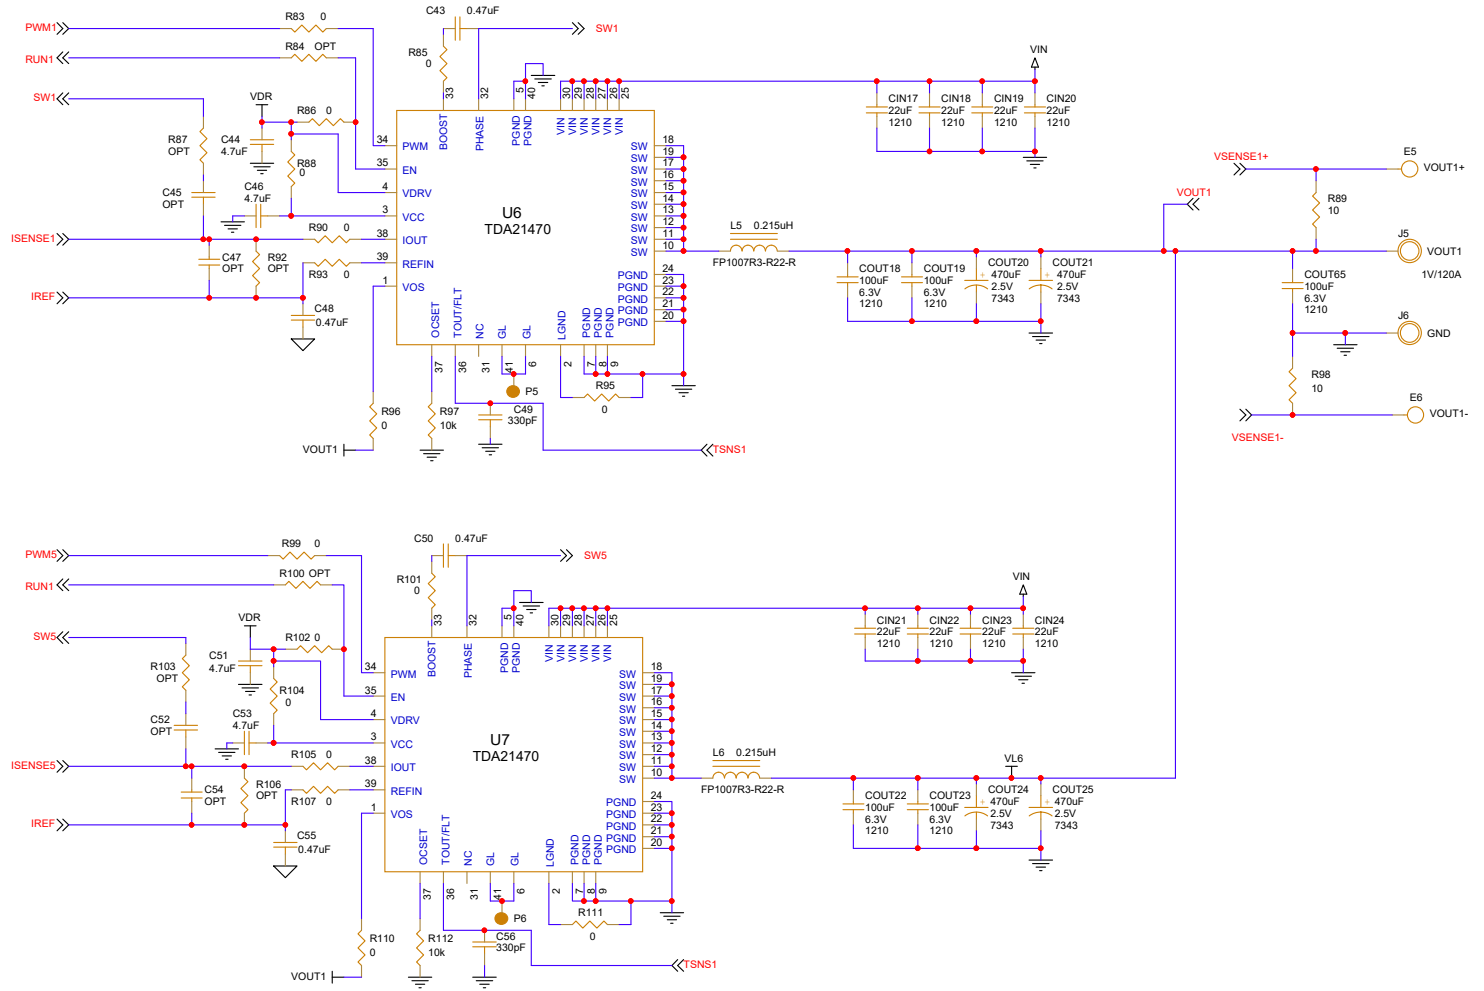 PWM1
R83 0
R84 OPT
RUN1
SW1
C43 0.47uF
SW1
R85
0
33
32
5
40
30
29
28
27
26
25
BOOST
PHASE
PGND
PGND
VIN
VIN
VIN
VIN
VIN
VIN
VIN
CIN17
22uF
1210
CIN18
22uF
1210
CIN19
22uF
1210
CIN20
22uF
1210
VDR
R86 0
R87
OPT
C44
4.7uF
R88
0
C45
OPT
C46
4.7uF
ISENSE1
R90 0
C47
OPT
R92
OPT
R93 0
IREF
C48
0.47uF
34 PWM
35 EN
4 VDRV
3 VCC
38 IOUT
39 REFIN
1 VOS
U6
TDA21470
SW 18
SW 19
SW 17
SW 16
SW 15
SW 14
SW 13
SW 12
SW 11
SW 10
PGND 24
PGND 23
PGND 22
PGND 21
PGND 20
OCSET
TOUT/FLT
NC
GL
GL
LGND
PGND
PGND
PGND
37
36
31
41
6
2
7
8
9
P5
R95
0
R96
0
R97
10k
C49
330pF
VOUT1
TSNS1
L5 0.215uH
FP1007R3-R22-R
COUT18
100uF
6.3V
1210
COUT19
100uF
6.3V
1210
+
COUT20
470uF
2.5V
7343
+
COUT21
470uF
2.5V
7343
VSENSE1+
VOUT1
E5
VOUT1+
R89
10
J5
VOUT1
1V/120A
COUT65
100uF
6.3V
1210
J6
GND
R98
10
E6
VOUT1-
VSENSE1-
PWM5
R99 0
R100 OPT
RUN1
SW5
C50 0.47uF
SW5
R101
0
33
32
5
40
30
29
28
27
26
25
BOOST
PHASE
PGND
PGND
VIN
VIN
VIN
VIN
VIN
VIN
VIN
CIN21
22uF
1210
CIN22
22uF
1210
CIN23
22uF
1210
CIN24
22uF
1210
VDR
R102 0
R103
OPT
C51
4.7uF
R104
0
C52
OPT
C53
4.7uF
ISENSE5
R105 0
C54
OPT
R106
OPT
R107 0
IREF
C55
0.47uF
34 PWM
35 EN
4 VDRV
3 VCC
38 IOUT
39 REFIN
1 VOS
U7
TDA21470
SW 18
SW 19
SW 17
SW 16
SW 15
SW 14
SW 13
SW 12
SW 11
SW 10
PGND 24
PGND 23
PGND 22
PGND 21
PGND 20
OCSET
TOUT/FLT
NC
GL
GL
LGND
PGND
PGND
PGND
37
36
31
41
6
2
7
8
9
P6
R111
0
R110
0
R112
10k
C56
330pF
VOUT1
TSNS1
L6 0.215uH
FP1007R3-R22-R
VL6
COUT22
100uF
6.3V
1210
COUT23
100uF
6.3V
1210
+
COUT24
470uF
2.5V
7343
+
COUT25
470uF
2.5V
7343